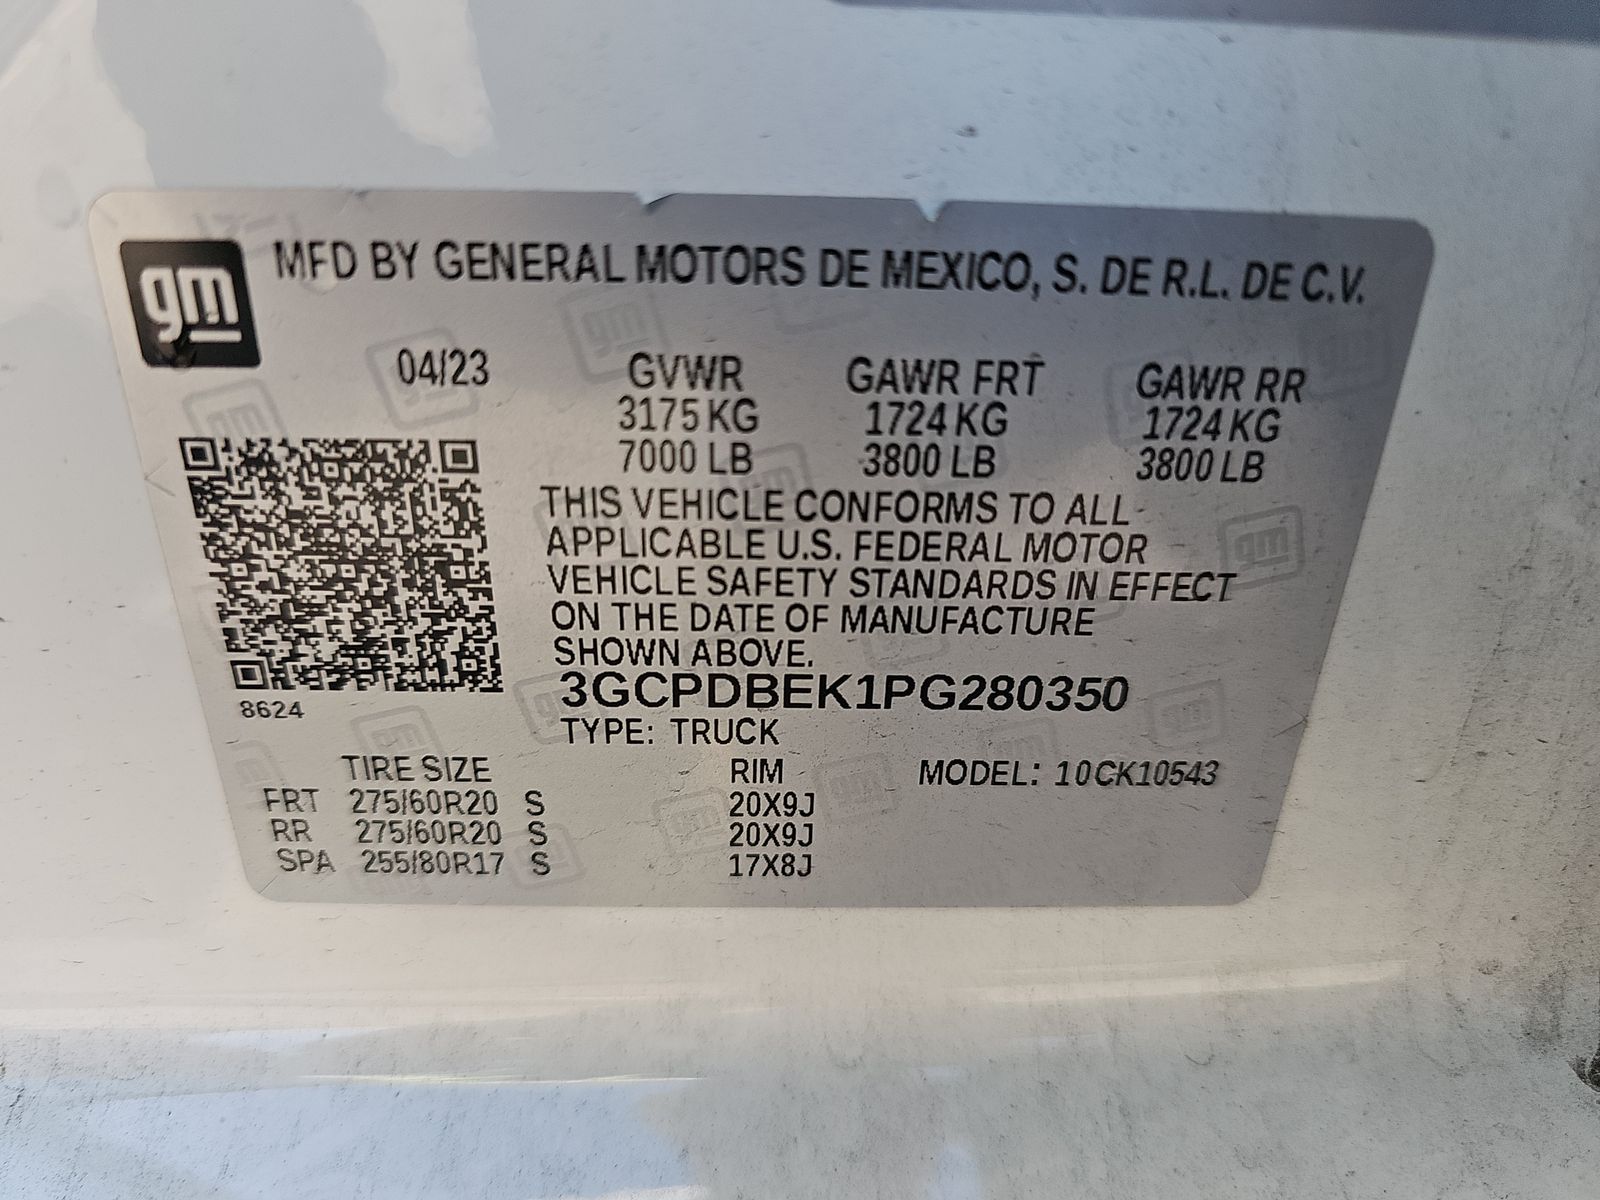 gm MFD BY GENERAL MOTORS DE MEXICO, S. DE R.L. DE C.V.
04/23 GVWR GAWR FRT GAWR RR
3175 KG 1724 KG 1724 KG
7000 LB 3800 LB 3800 LB
THIS VEHICLE CONFORMS TO ALL
APPLICABLE U.S. FEDERAL MOTOR
VEHICLE SAFETY STANDARDS IN EFFECT
ON THE DATE OF MANUFACTURE
SHOWN ABOVE.
3GCPDBEK1PG280350
8624
TYPE: TRUCK
TIRE SIZE RIM MODEL: 10CK10543
FRT 275/60R20 S 20X9J
RR 275/60R20 S 20X9J
SPA 255/80R17 S 17X8J